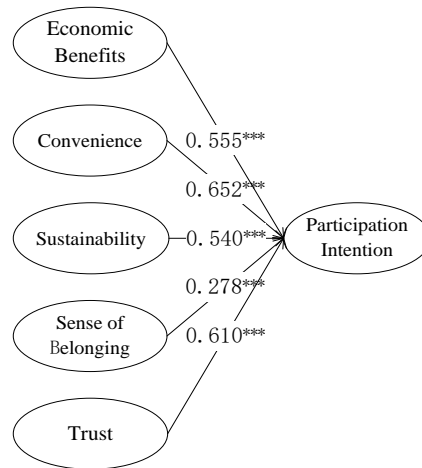 Economic
Benefits
Convenience
0.555***
0.652***
Sustainability
0.540***
Participation
Intention
0.278***
Sense of
Belonging
0.610***
Trust